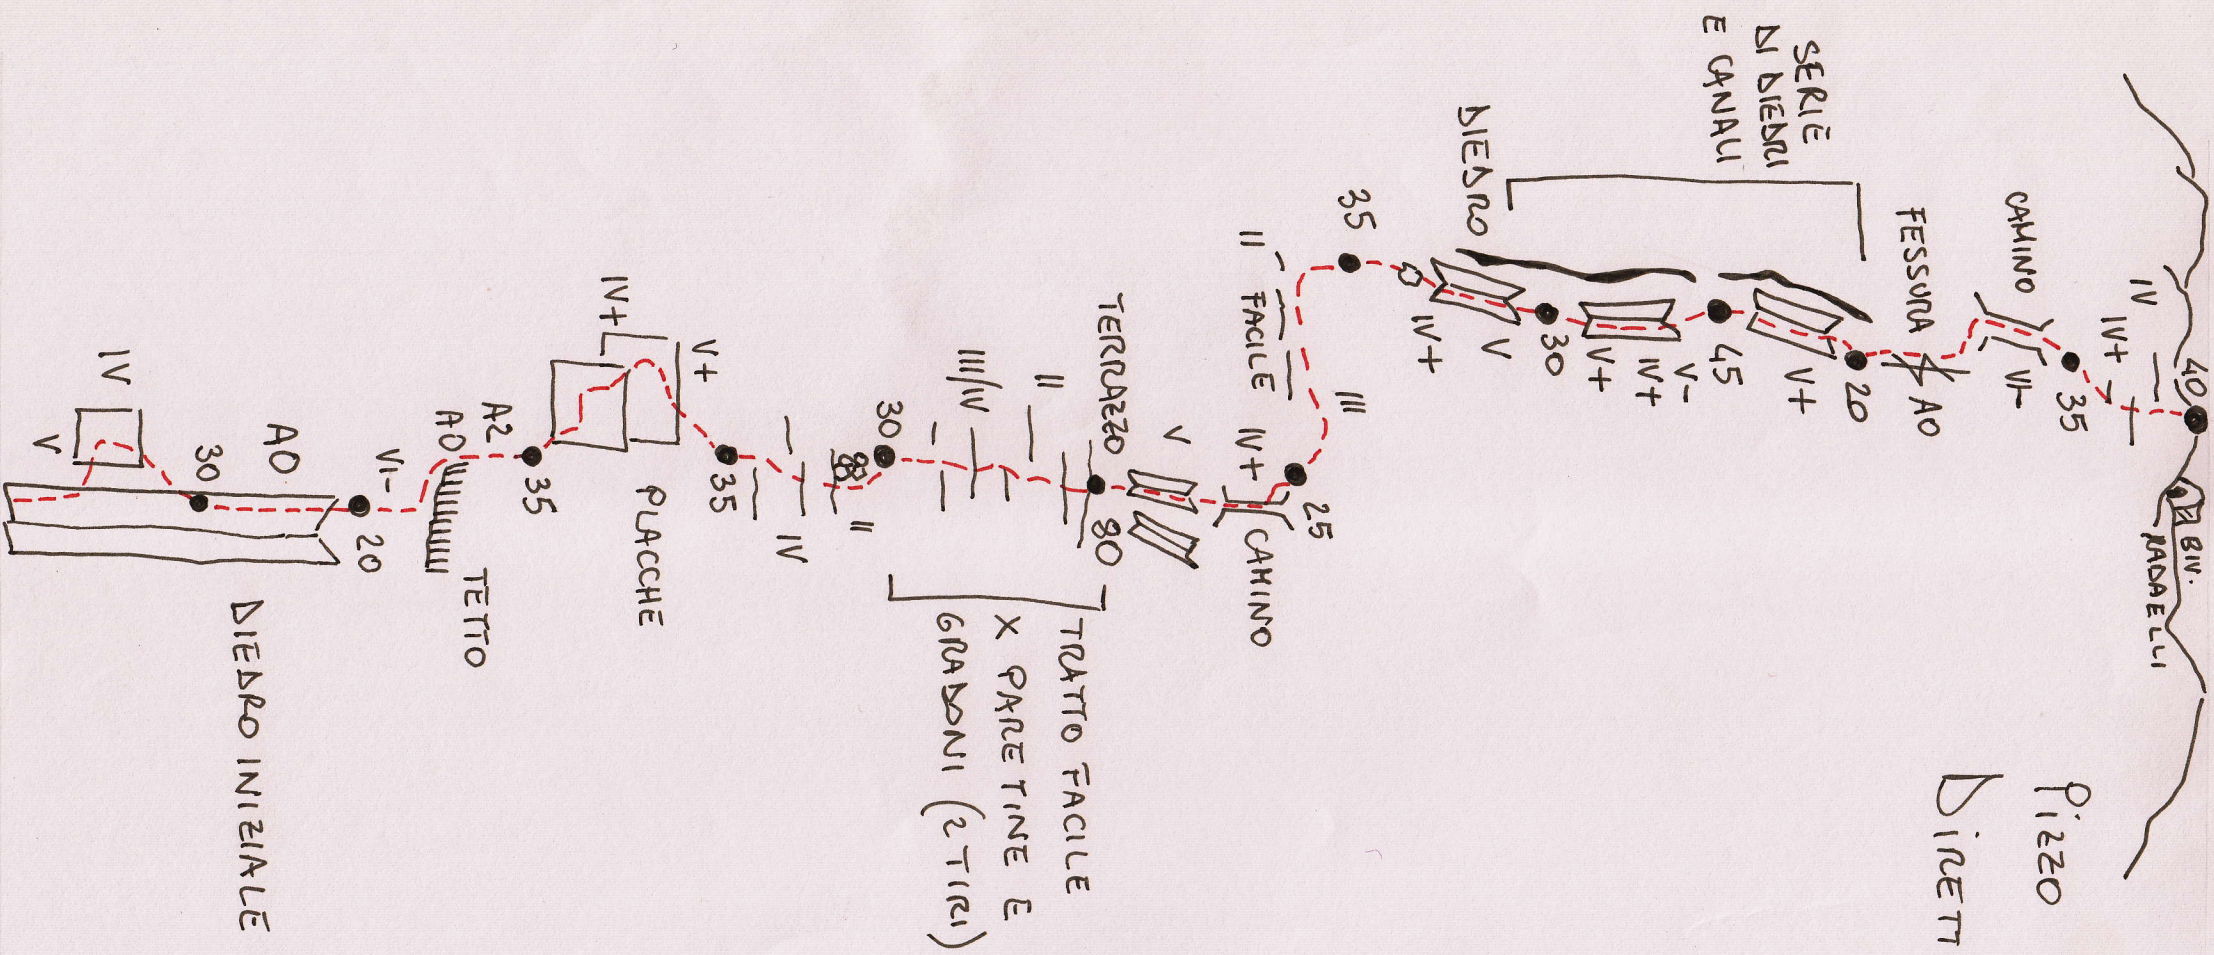 40
BIV.
RADAELLI
IV
IV+
PIZZO
35
CAMINO
VI-
DIRETT
FESSURA
A0
20
V+
SERIE
DI DIEDRI
E CANALI
45
V-
IV+
V+
30
DIEDRO
V
IV+
35
III
II
FACILE
25
CAMINO
IV+
V
TERRAZZO
80
TRATTO FACILE
X PARETINE E
GRADONI (2 TIRI)
II
III/IV
30
II
IV
35
V+
PLACCHE
IV+
35
A2
TETTO
A0
VI-
20
A0
DIEDRO INIZIALE
30
IV
V